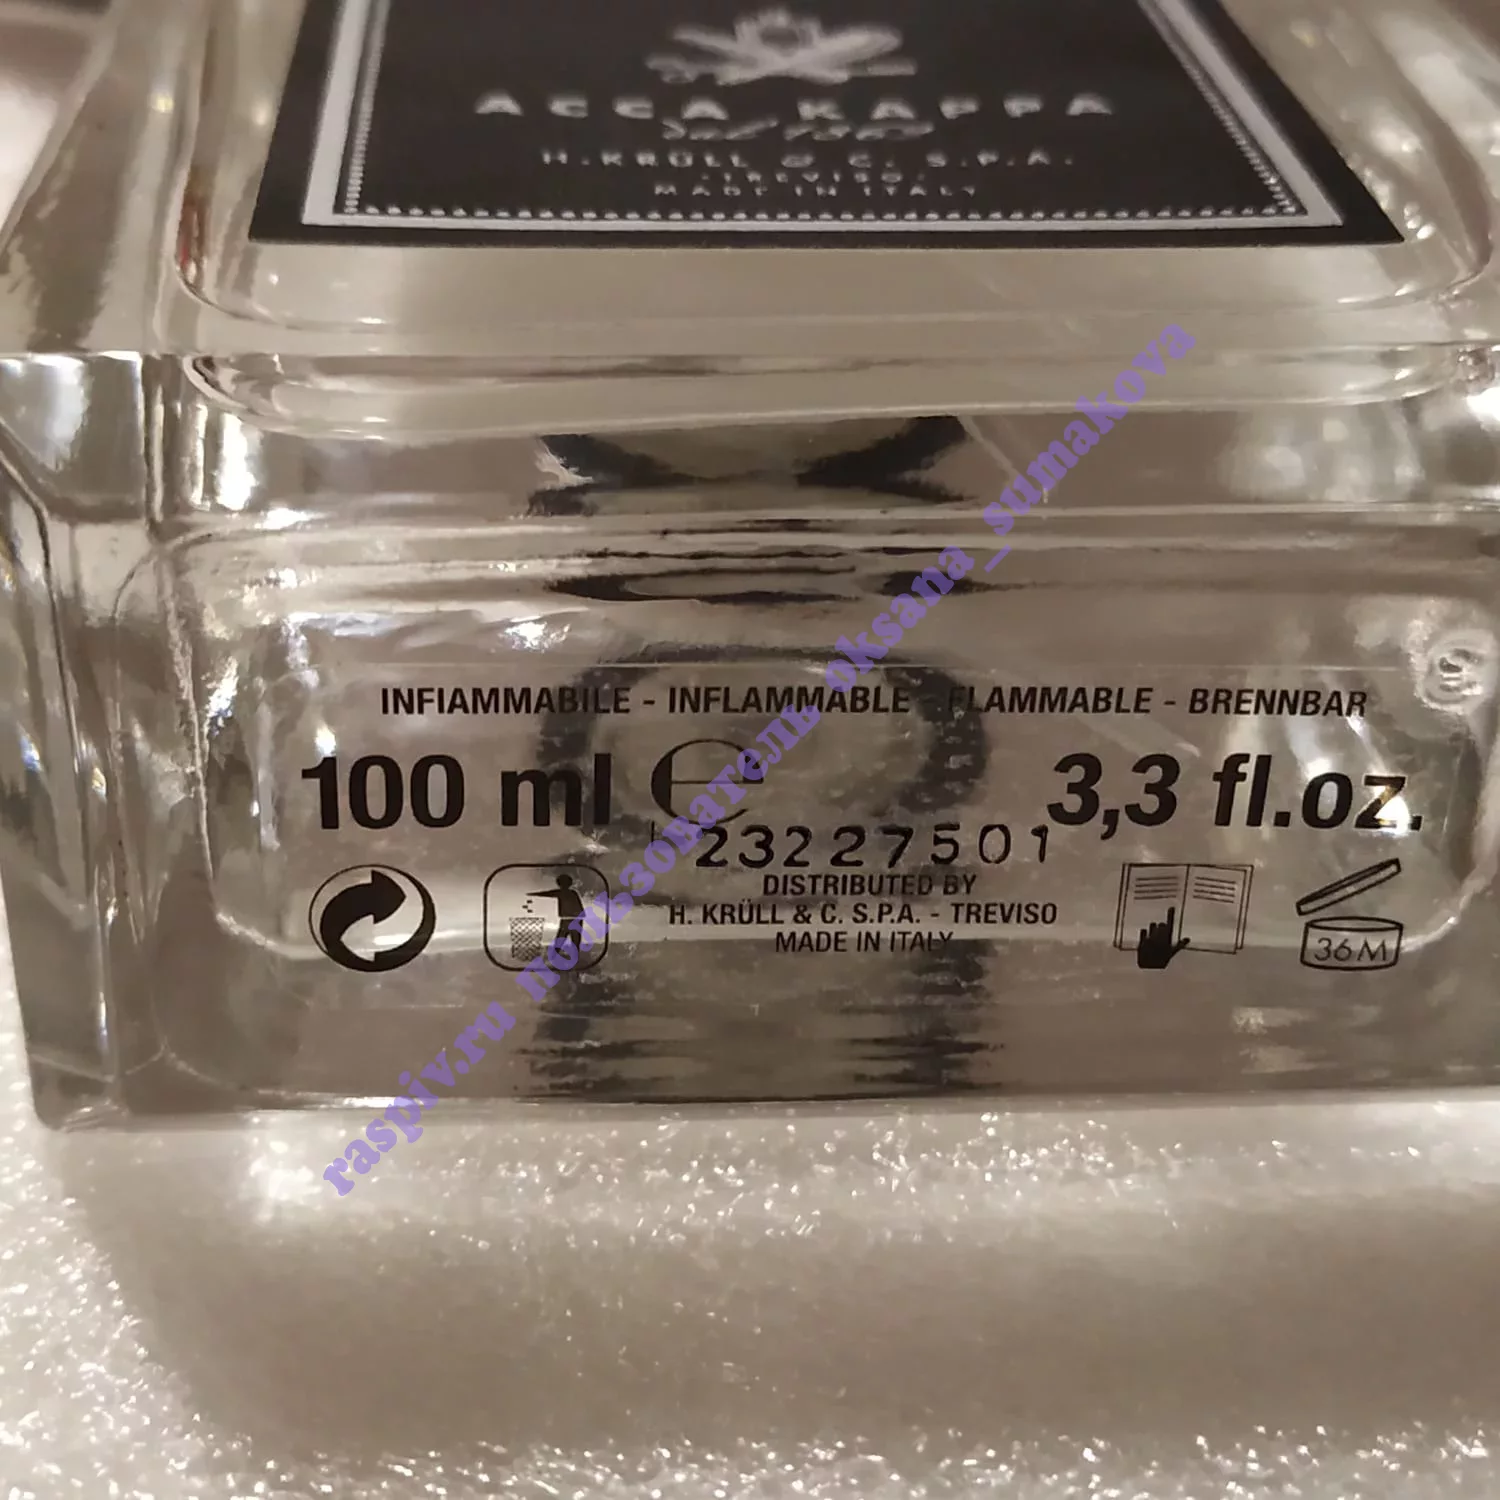 ACCA KAPPA
H. KRÜLL & C. S.P.A.
·TREVISO·
MADE IN ITALY
INFIAMMABILE - INFLAMMABLE - FLAMMABLE - BRENNBAR
100 ml ℮ 3,3 fl.oz.
23227501
DISTRIBUTED BY
H. KRÜLL & C. S.P.A. - TREVISO
MADE IN ITALY
36M
raspiv.ru пользователь oksana_sumakova